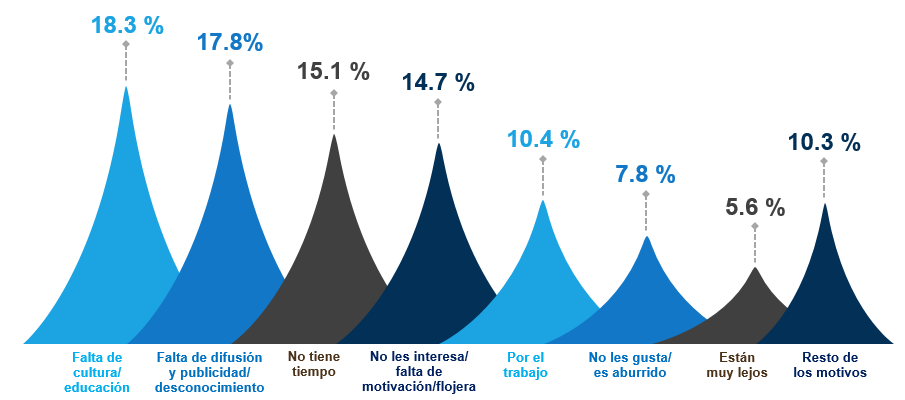 18.3 %
17.8%
15.1 %
14.7 %
10.4 %
7.8 %
5.6 %
10.3 %
Falta de
cultura/
educación
Falta de difusión
y publicidad/
desconocimiento
No tiene
tiempo
No les interesa/
falta de
motivación/flojera
Por el
trabajo
No les gusta/
es aburrido
Están
muy lejos
Resto de
los motivos